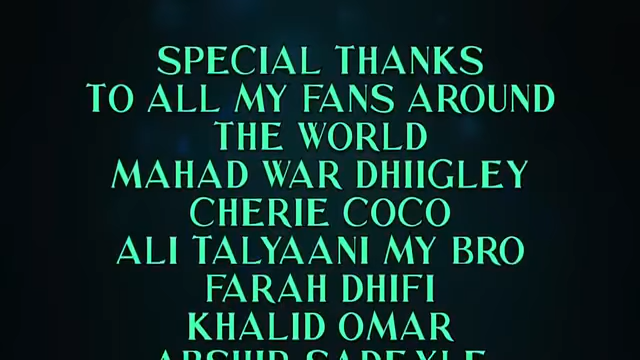 SPECIAL THANKS
TO ALL MY FANS AROUND
THE WORLD
MAHAD WAR DHIIGLEY
CHERIE COCO
ALI TALYAANI MY BRO
FARAH DHIFI
KHALID OMAR